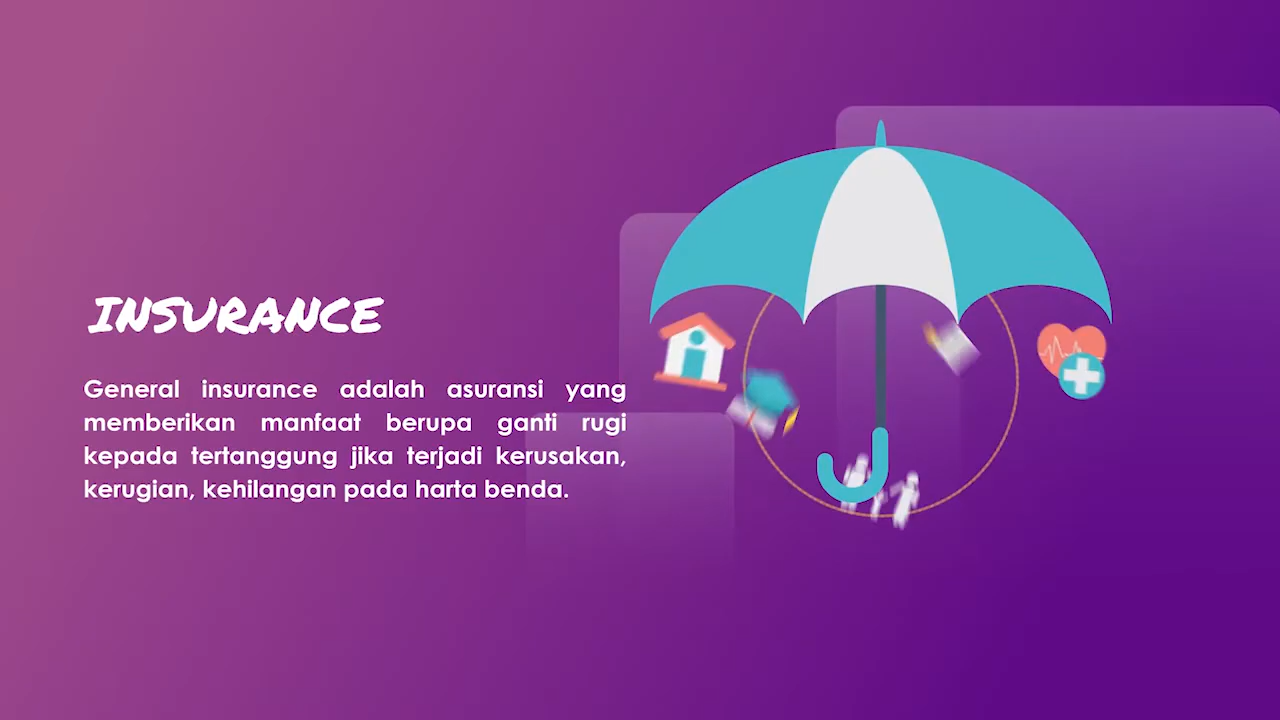 INSURANCE
General insurance adalah asuransi yang
memberikan manfaat berupa ganti rugi
kepada tertanggung jika terjadi kerusakan,
kerugian, kehilangan pada harta benda.